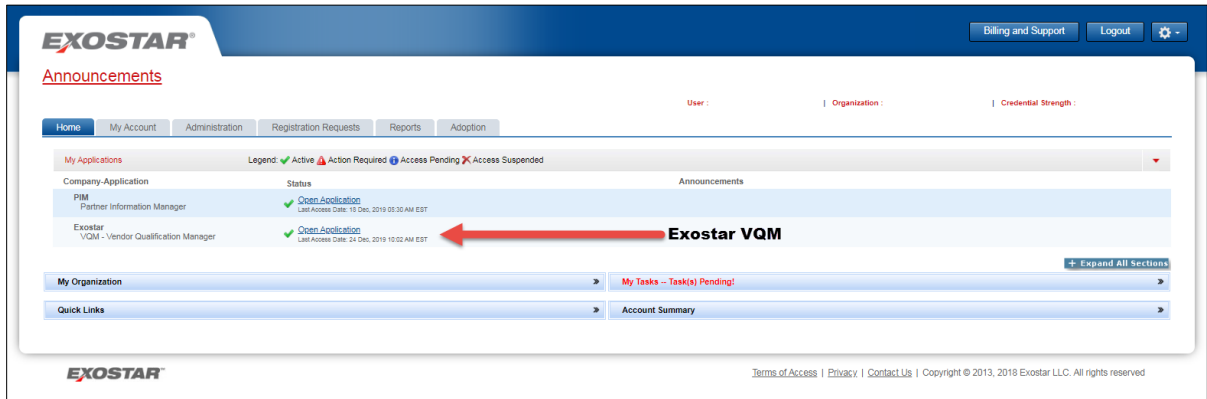 EXOSTAR®
Billing and Support Logout
Announcements
User : | Organization : | Credential Strength :
Home My Account Administration Registration Requests Reports Adoption
My Applications Legend: Active Action Required Access Pending Access Suspended
Company-Application Status Announcements
PIM Open Application
Partner Information Manager Last Access Date: 18 Dec, 2019 05:30 AM EST
Exostar Open Application
VQM - Vendor Qualification Manager Last Access Date: 24 Dec, 2019 10:02 AM EST
Exostar VQM
+ Expand All Sections
My Organization » My Tasks -- Task(s) Pending! »
Quick Links » Account Summary »
EXOSTAR Terms of Access | Privacy | Contact Us | Copyright © 2013, 2018 Exostar LLC. All rights reserved